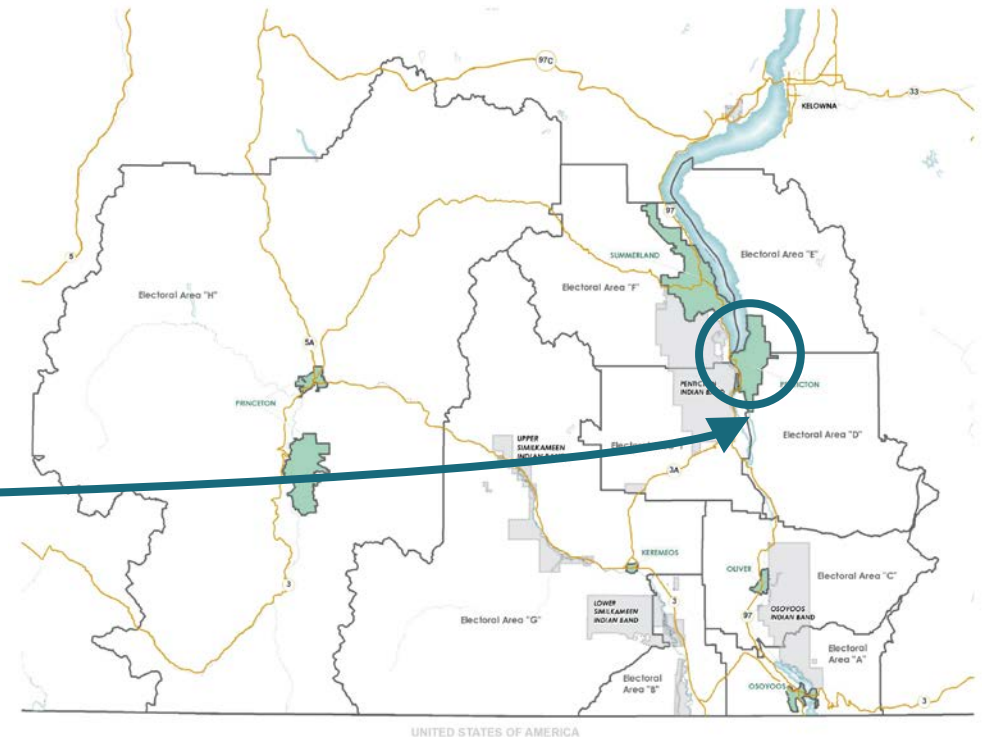 97C
33
KELOWNA
97
SUMMERLAND
Electoral Area "E"
5
Electoral Area "H"
Electoral Area "F"
5A
PENTICTON
INDIAN BAND
PRINCETON
UPPER
SIMILKAMEEN
INDIAN BAND
Electoral Area "D"
3A
KEREMEOS
OLIVER
Electoral Area "C"
3
LOWER
SIMILKAMEEN
INDIAN BAND
3
97
OSOYOOS
INDIAN BAND
Electoral Area "G"
Electoral
Area "A"
Electoral
Area "B"
OSOYOOS
3
UNITED STATES OF AMERICA